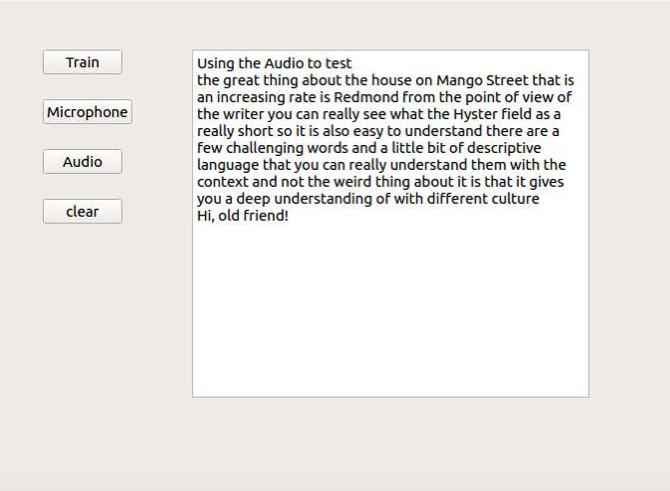 Train
Microphone
Audio
clear
Using the Audio to test
the great thing about the house on Mango Street that is
an increasing rate is Redmond from the point of view of
the writer you can really see what the Hyster field as a
really short so it is also easy to understand there are a
few challenging words and a little bit of descriptive
language that you can really understand them with the
context and not the weird thing about it is that it gives
you a deep understanding of with different culture
Hi, old friend!